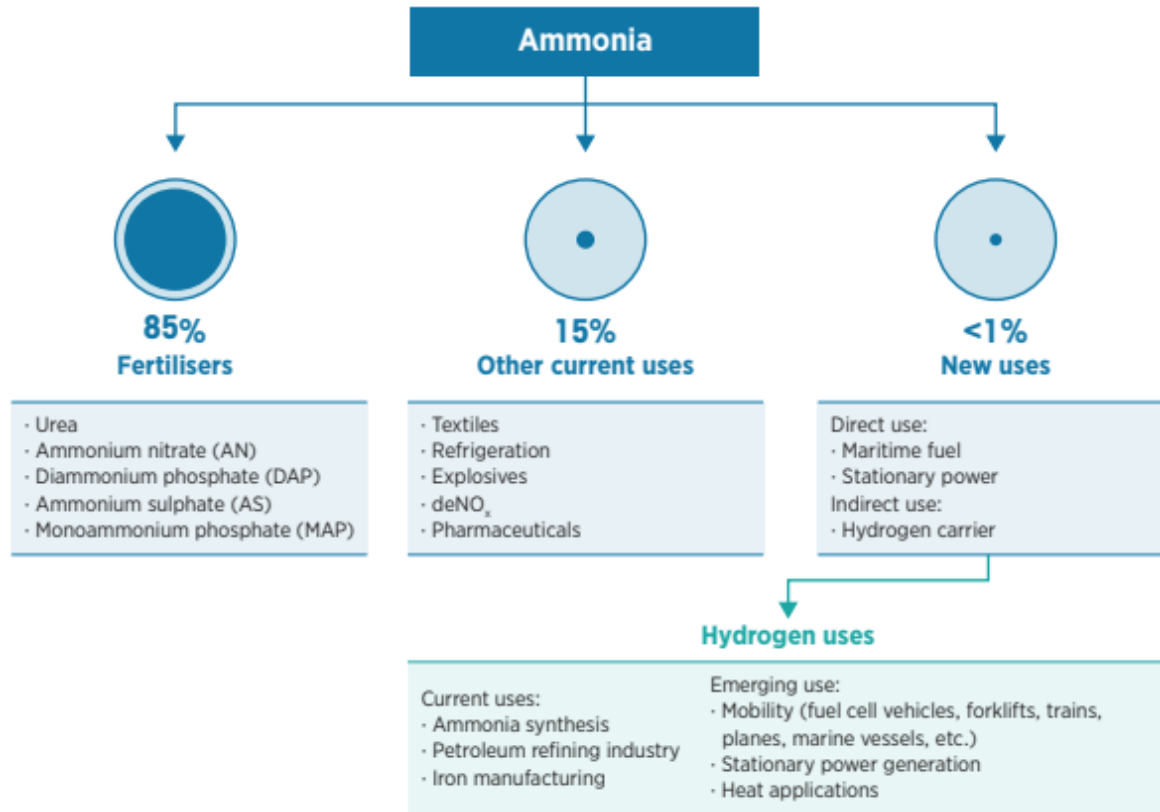 Ammonia
85%
Fertilisers
· Urea
· Ammonium nitrate (AN)
· Diammonium phosphate (DAP)
· Ammonium sulphate (AS)
· Monoammonium phosphate (MAP)
15%
Other current uses
· Textiles
· Refrigeration
· Explosives
· deNOₓ
· Pharmaceuticals
<1%
New uses
Direct use:
· Maritime fuel
· Stationary power
Indirect use:
· Hydrogen carrier
Hydrogen uses
Current uses:
· Ammonia synthesis
· Petroleum refining industry
· Iron manufacturing
Emerging use:
· Mobility (fuel cell vehicles, forklifts, trains,
planes, marine vessels, etc.)
· Stationary power generation
· Heat applications